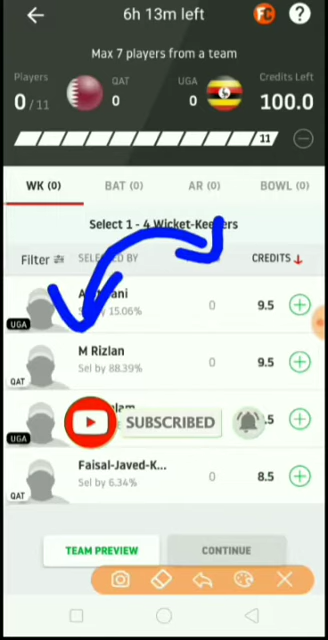 6h 13m left
FC
?
Max 7 players from a team
Players QAT UGA Credits Left
0 / 11 0 0 100.0
11
WK (0) BAT (0) AR (0) BOWL (0)
Select 1 - 4 Wicket-Keepers
Filter SELECTED BY CREDITS
Sel by 15.06% 0 9.5
UGA
M Rizlan
Sel by 88.39% 0 9.5
QAT
SUBSCRIBED
UGA
Faisal-Javed-K...
Sel by 6.34% 0 8.5
QAT
TEAM PREVIEW CONTINUE